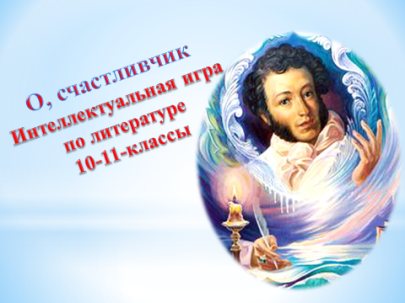 О, счастливчик
Интеллектуальная игра
по литературе
10-11-классы